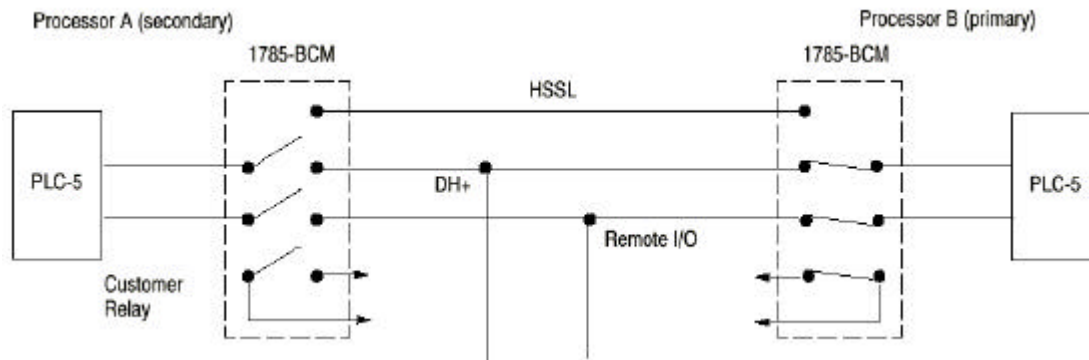 Processor A (secondary)
Processor B (primary)
1785-BCM
1785-BCM
HSSL
PLC-5
DH+
PLC-5
Remote I/O
Customer
Relay